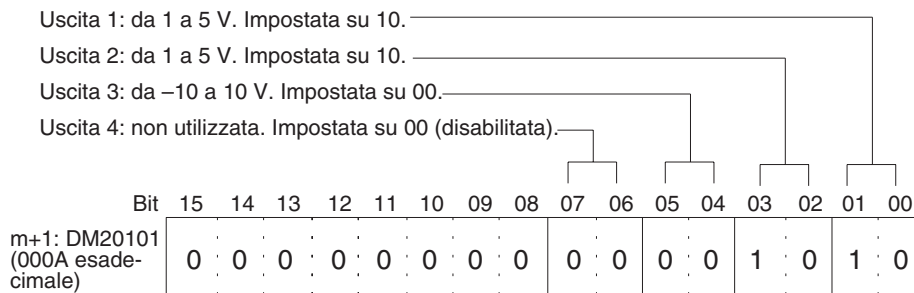 Uscita 1: da 1 a 5 V. Impostata su 10.
Uscita 2: da 1 a 5 V. Impostata su 10.
Uscita 3: da –10 a 10 V. Impostata su 00.
Uscita 4: non utilizzata. Impostata su 00 (disabilitata).
Bit 15 14 13 12 11 10 09 08 07 06 05 04 03 02 01 00
m+1: DM20101
(000A esade-
cimale)
0 0 0 0 0 0 0 0 0 0 0 0 1 0 1 0